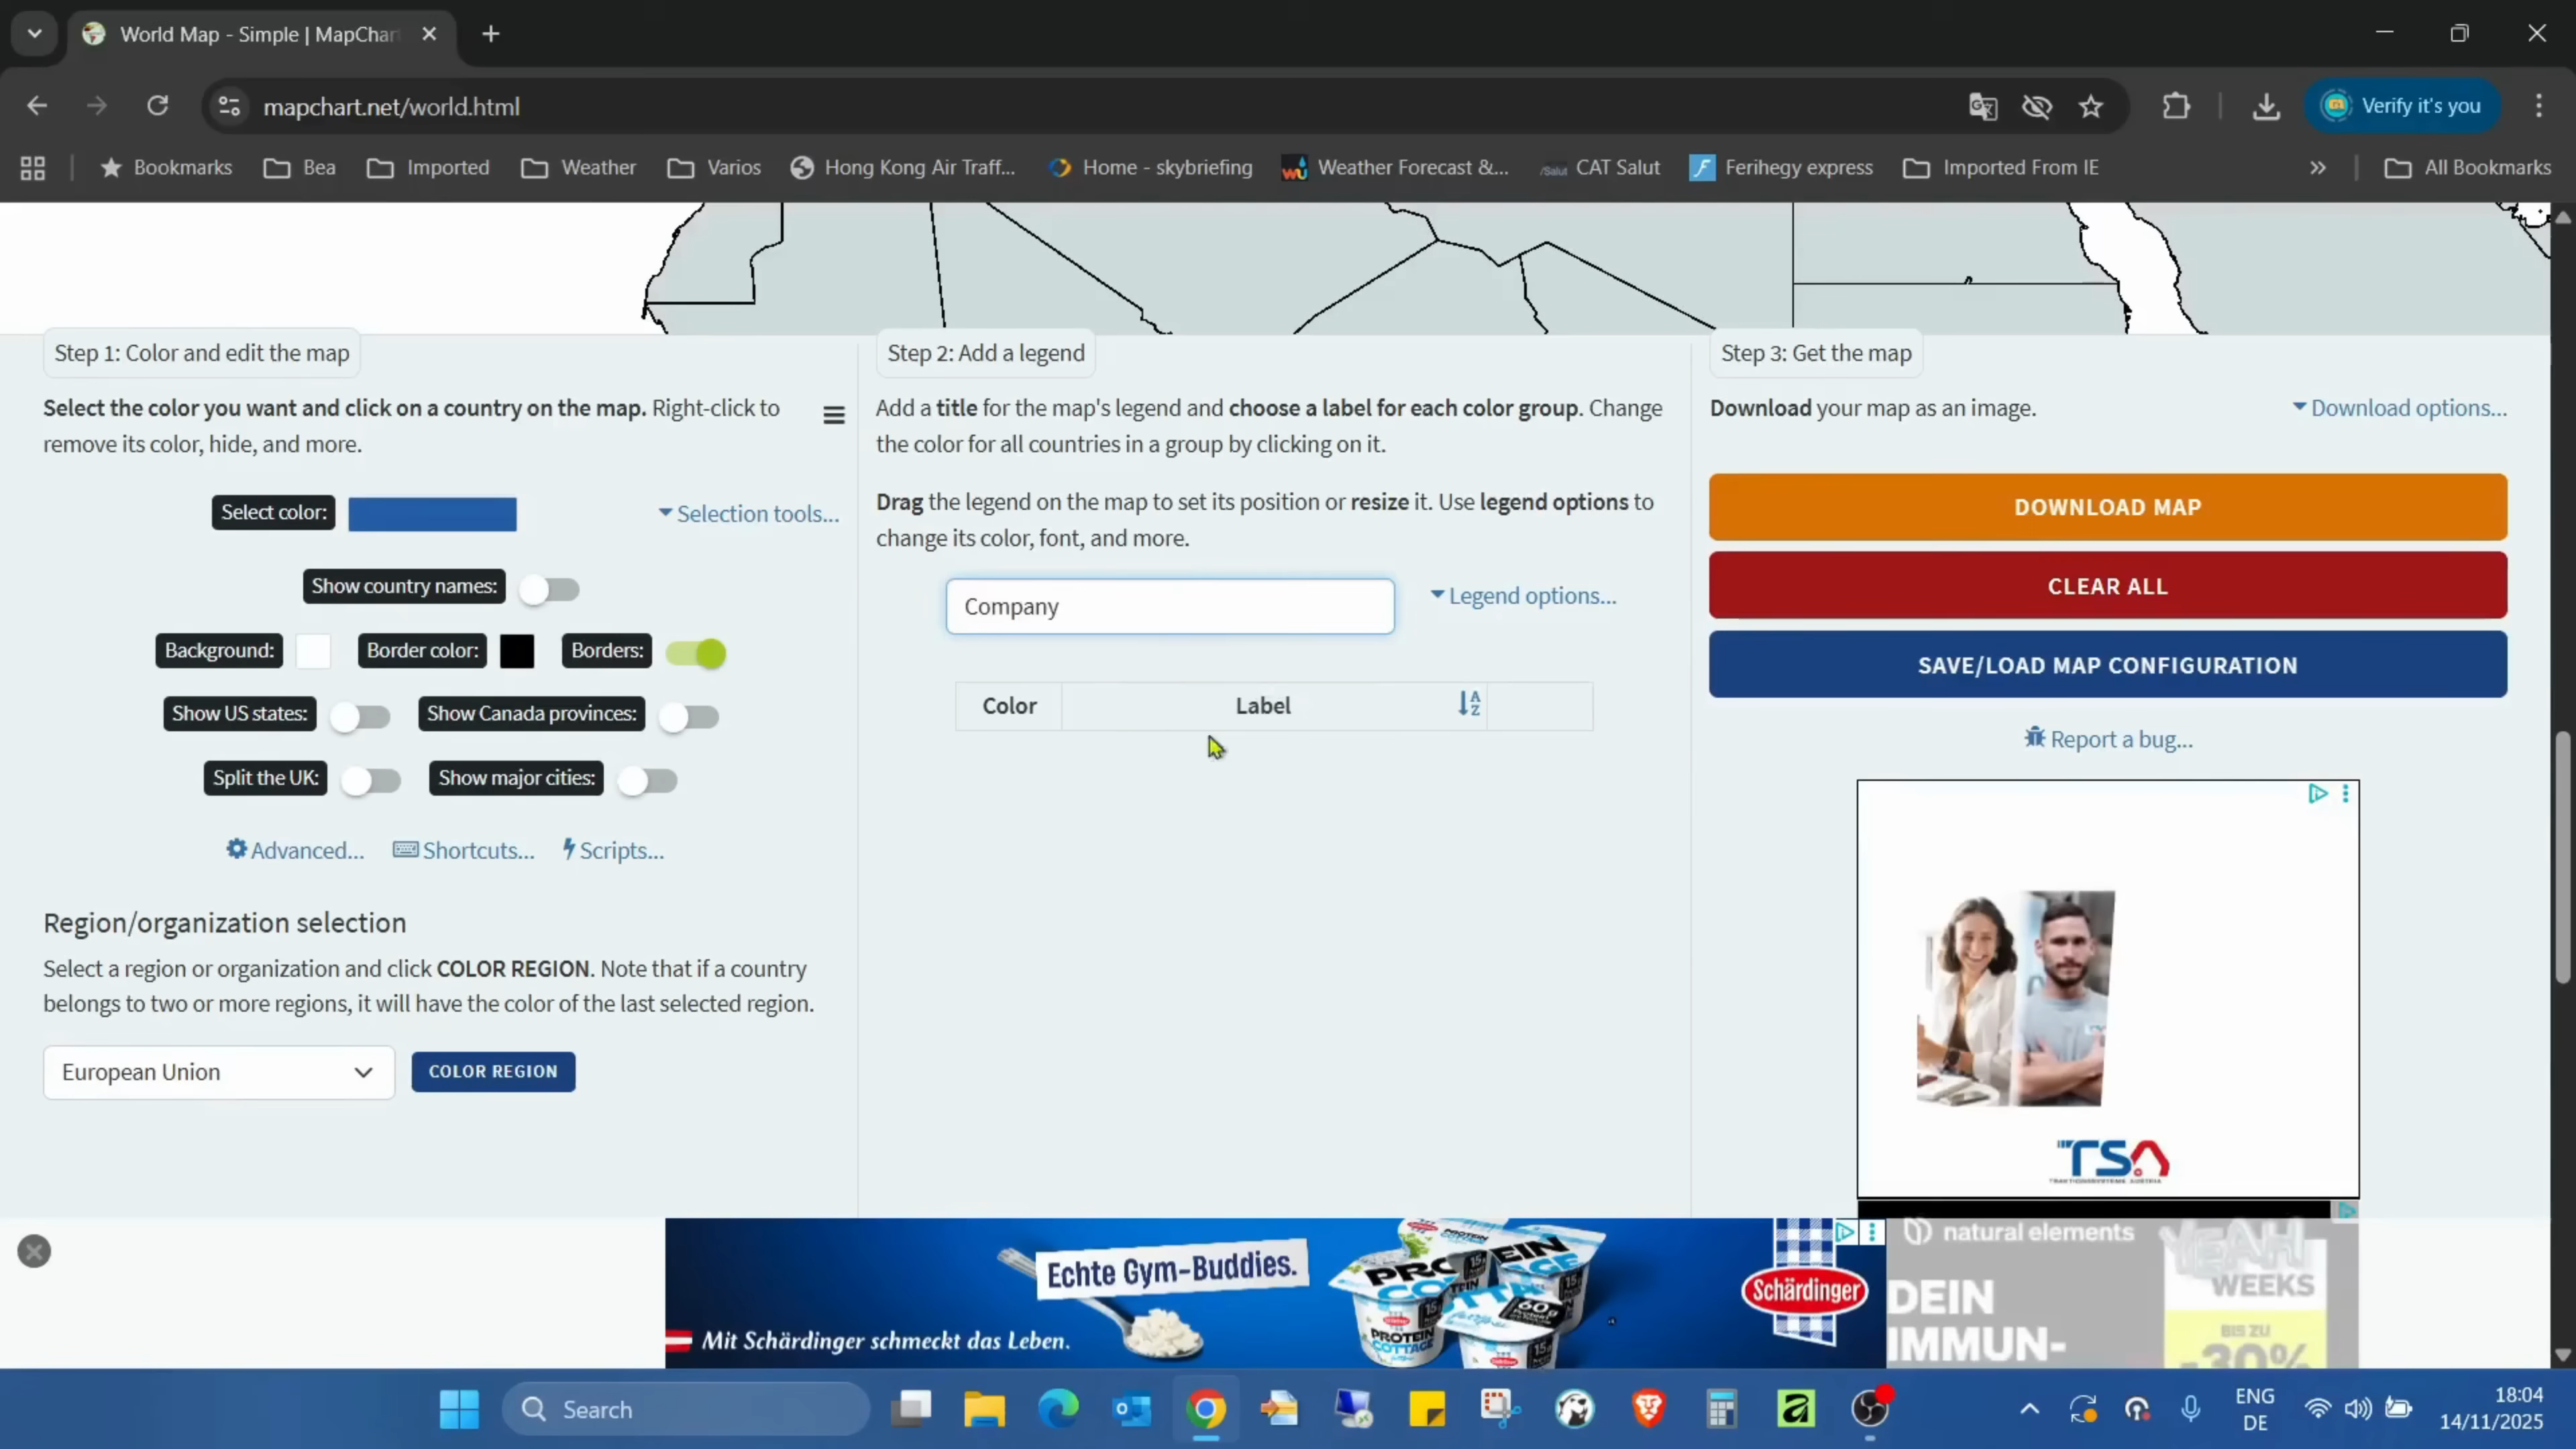 World Map - Simple | MapChar
mapchart.net/world.html
Verify it's you
Bookmarks
Bea
Imported
Weather
Varios
Hong Kong Air Traff...
Home - skybriefing
Weather Forecast &...
CAT Salut
Ferihegy express
Imported From IE
All Bookmarks
Step 1: Color and edit the map
Select the color you want and click on a country on the map. Right-click to
remove its color, hide, and more.
Select color:
Selection tools...
Show country names:
Background:
Border color:
Borders:
Show US states:
Show Canada provinces:
Split the UK:
Show major cities:
Advanced...
Shortcuts...
Scripts...
Region/organization selection
Select a region or organization and click COLOR REGION. Note that if a country
belongs to two or more regions, it will have the color of the last selected region.
European Union
COLOR REGION
Step 2: Add a legend
Add a title for the map's legend and choose a label for each color group. Change
the color for all countries in a group by clicking on it.
Drag the legend on the map to set its position or resize it. Use legend options to
change its color, font, and more.
Company
Legend options...
Color
Label
Step 3: Get the map
Download your map as an image.
Download options...
DOWNLOAD MAP
CLEAR ALL
SAVE/LOAD MAP CONFIGURATION
Report a bug...
TSA
TRAKTIONSSYSTEME AUSTRIA
Echte Gym-Buddies.
Mit Schärdinger schmeckt das Leben.
Schärdinger
natural elements
DEIN
IMMUN-
YEAH
WEEKS
BIS ZU
-30%
Search
ENG
DE
18:04
14/11/2025